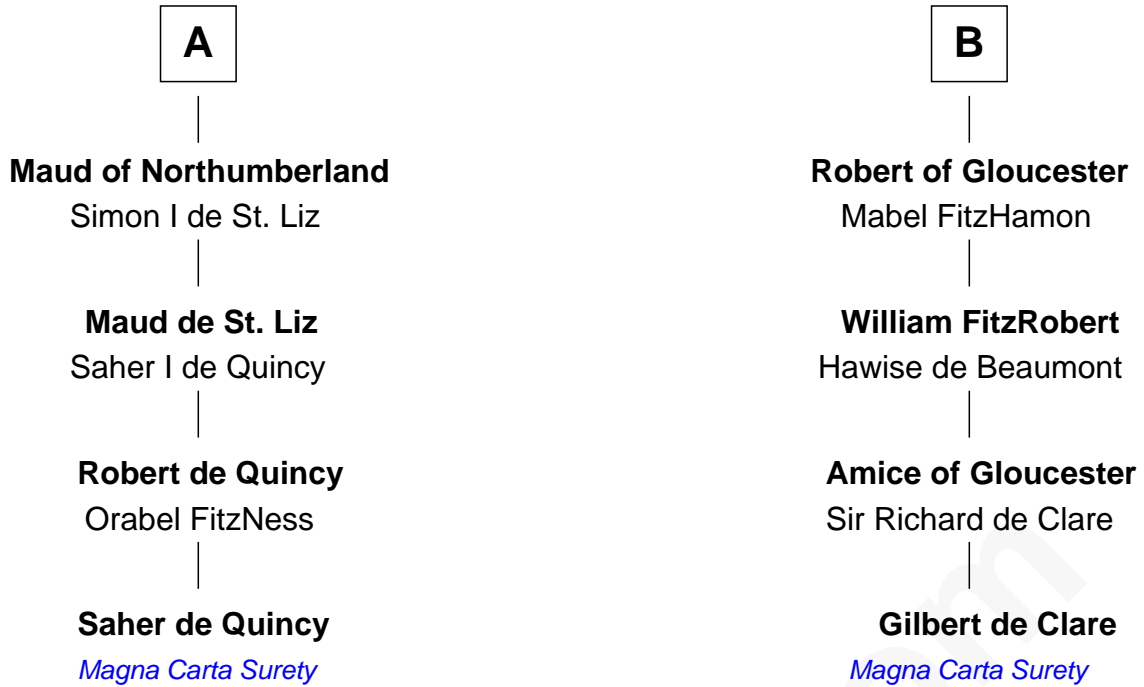 A
Maud of Northumberland
Simon I de St. Liz
Maud de St. Liz
Saher I de Quincy
Robert de Quincy
Orabel FitzNess
Saher de Quincy
Magna Carta Surety
B
Robert of Gloucester
Mabel FitzHamon
William FitzRobert
Hawise de Beaumont
Amice of Gloucester
Sir Richard de Clare
Gilbert de Clare
Magna Carta Surety